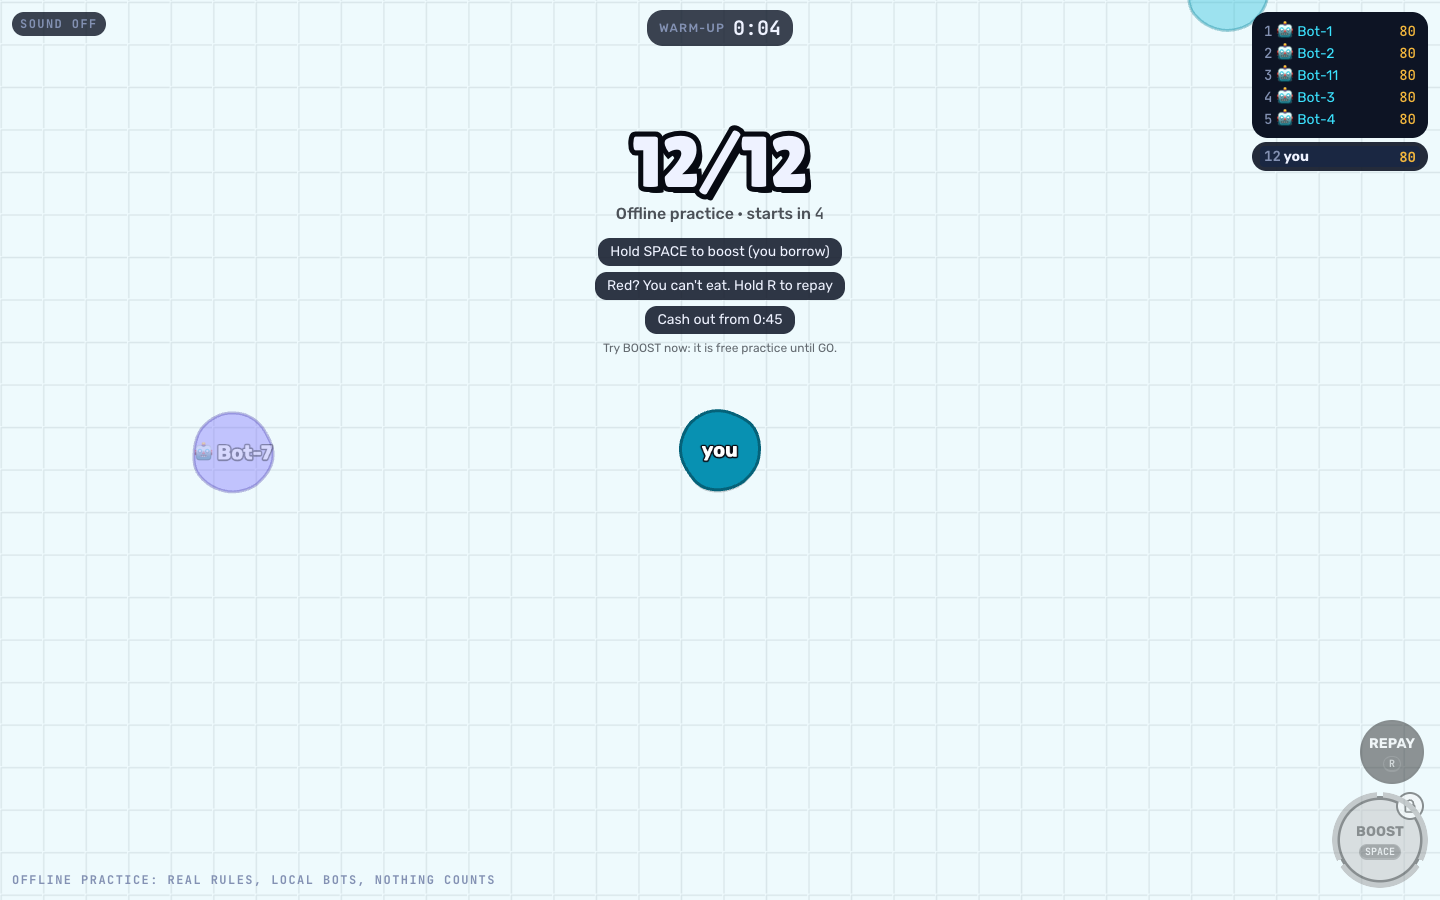 SOUND OFF
WARM-UP 0:04
1 Bot-1 80
2 Bot-2 80
3 Bot-11 80
4 Bot-3 80
5 Bot-4 80
12 you 80
12/12
Offline practice • starts in 4
Hold SPACE to boost (you borrow)
Red? You can't eat. Hold R to repay
Cash out from 0:45
Try BOOST now: it is free practice until GO.
Bot-7
you
REPAY
R
BOOST
SPACE
OFFLINE PRACTICE: REAL RULES, LOCAL BOTS, NOTHING COUNTS